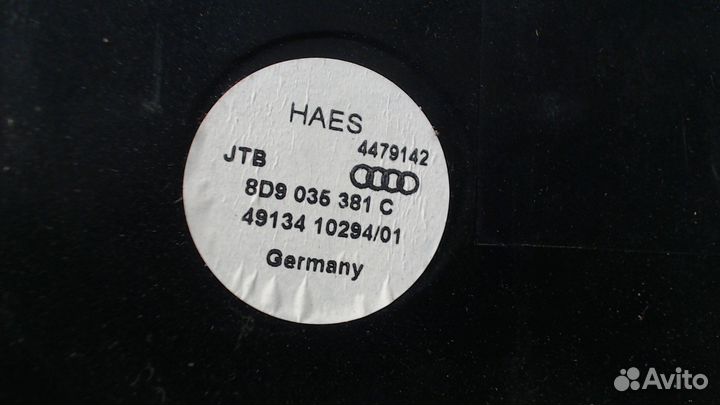 HAES
4479142
JTB
8D9 035 381 C
49134 10294/01
Germany
Avito